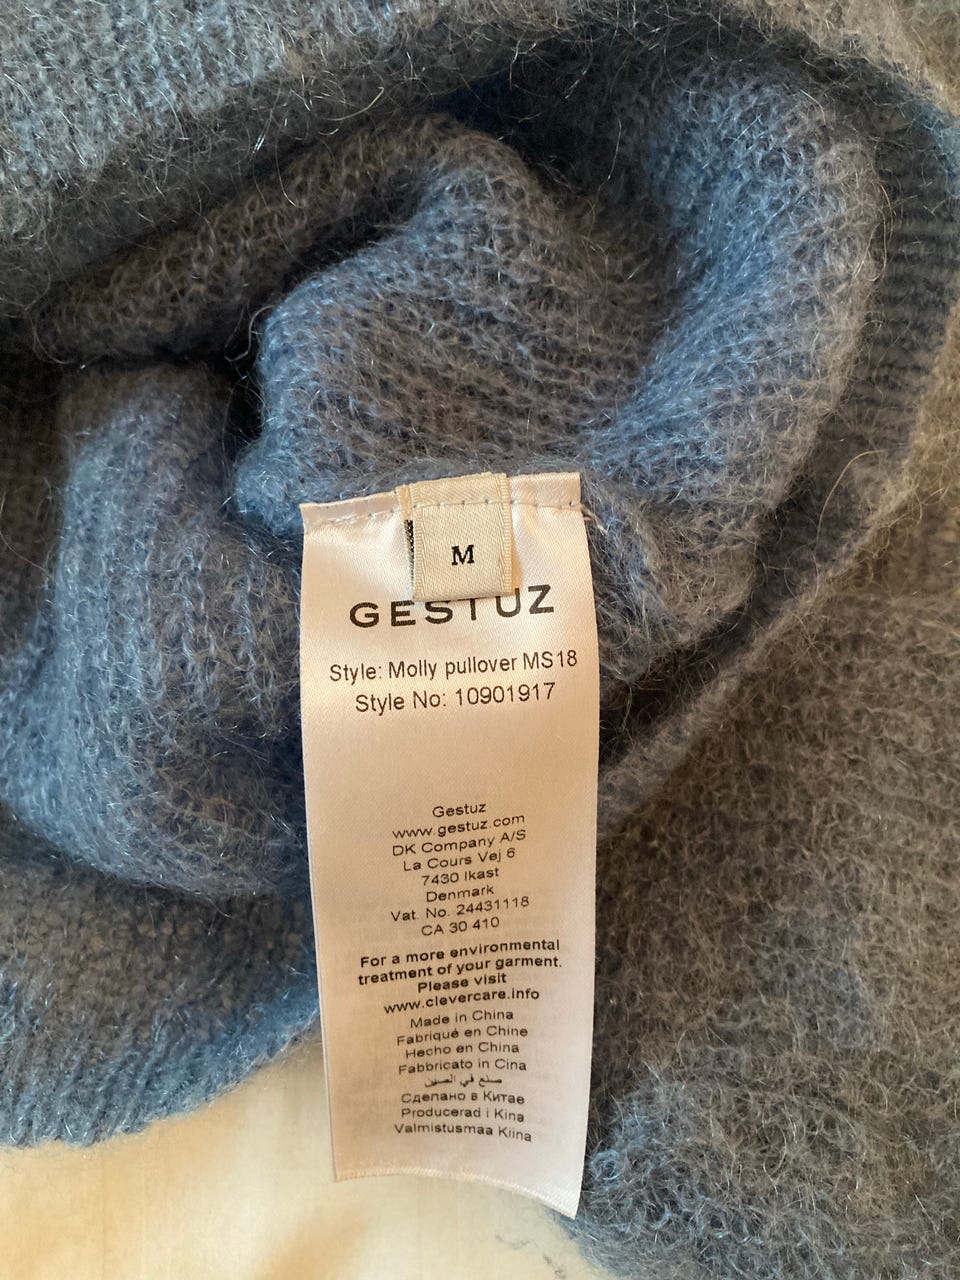 M
GESTUZ
Style: Molly pullover MS18
Style No: 10901917
Gestuz
www.gestuz.com
DK Company A/S
La Cours Vej 6
7430 Ikast
Denmark
Vat. No. 24431118
CA 30 410
For a more environmental
treatment of your garment.
Please visit
www.clevercare.info
Made in China
Fabriqué en Chine
Hecho en China
Fabbricato in Cina
صنع في الصين
Сделано в Китае
Producerad i Kina
Valmistusmaa Kiina